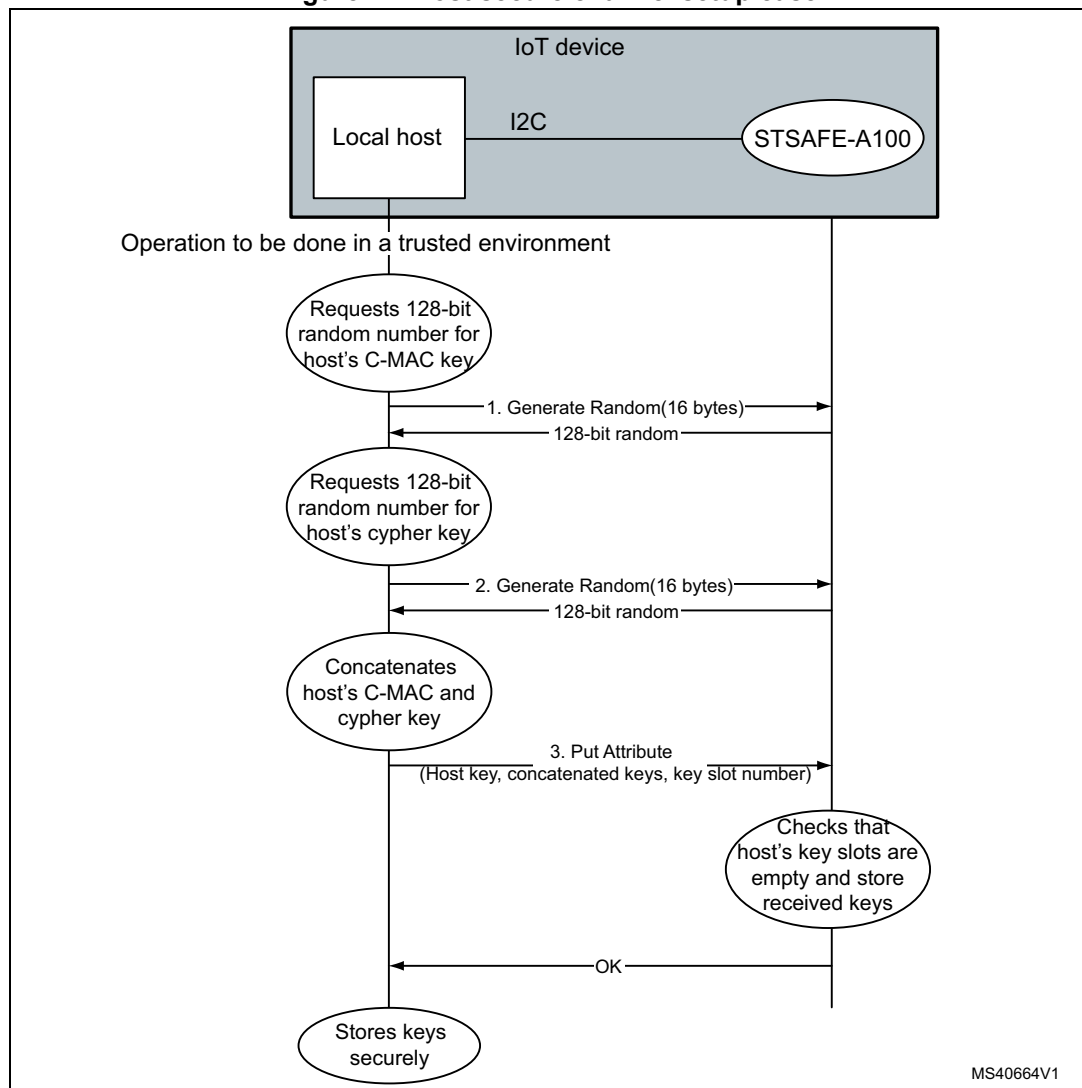 IoT device
Local host
I2C
STSAFE-A100
Operation to be done in a trusted environment
Requests 128-bit
random number for
host's C-MAC key
1. Generate Random(16 bytes)
128-bit random
Requests 128-bit
random number for
host's cypher key
2. Generate Random(16 bytes)
128-bit random
Concatenates
host's C-MAC and
cypher key
3. Put Attribute
(Host key, concatenated keys, key slot number)
Checks that
host's key slots are
empty and store
received keys
OK
Stores keys
securely
MS40664V1